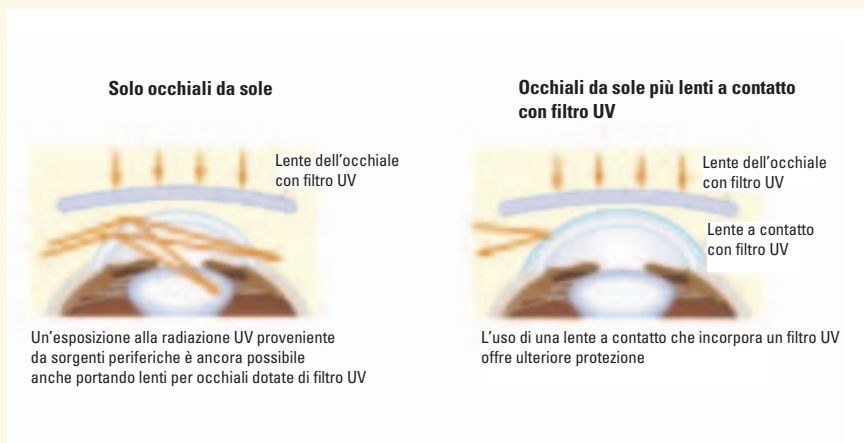 Solo occhiali da sole
Lente dell'occhiale
con filtro UV
Un'esposizione alla radiazione UV proveniente
da sorgenti periferiche è ancora possibile
anche portando lenti per occhiali dotate di filtro UV
Occhiali da sole più lenti a contatto
con filtro UV
Lente dell'occhiale
con filtro UV
Lente a contatto
con filtro UV
L'uso di una lente a contatto che incorpora un filtro UV
offre ulteriore protezione